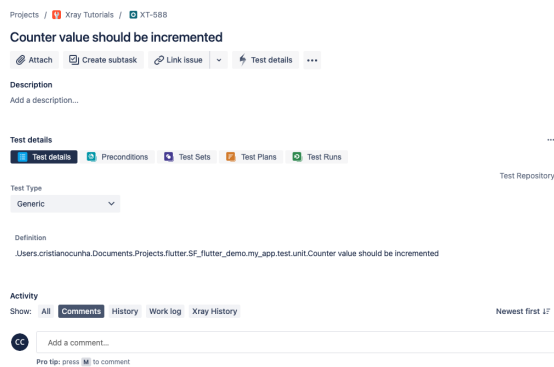 Projects / Xray Tutorials / XT-588
Counter value should be incremented
Attach Create subtask Link issue Test details
Description
Add a description...
Test details
Test details Preconditions Test Sets Test Plans Test Runs
Test Repository
Test Type
Generic
Definition
.Users.cristianocunha.Documents.Projects.flutter.SF_flutter_demo.my_app.test.unit.Counter value should be incremented
Activity
Show: All Comments History Work log Xray History Newest first
CC Add a comment...
Pro tip: press M to comment